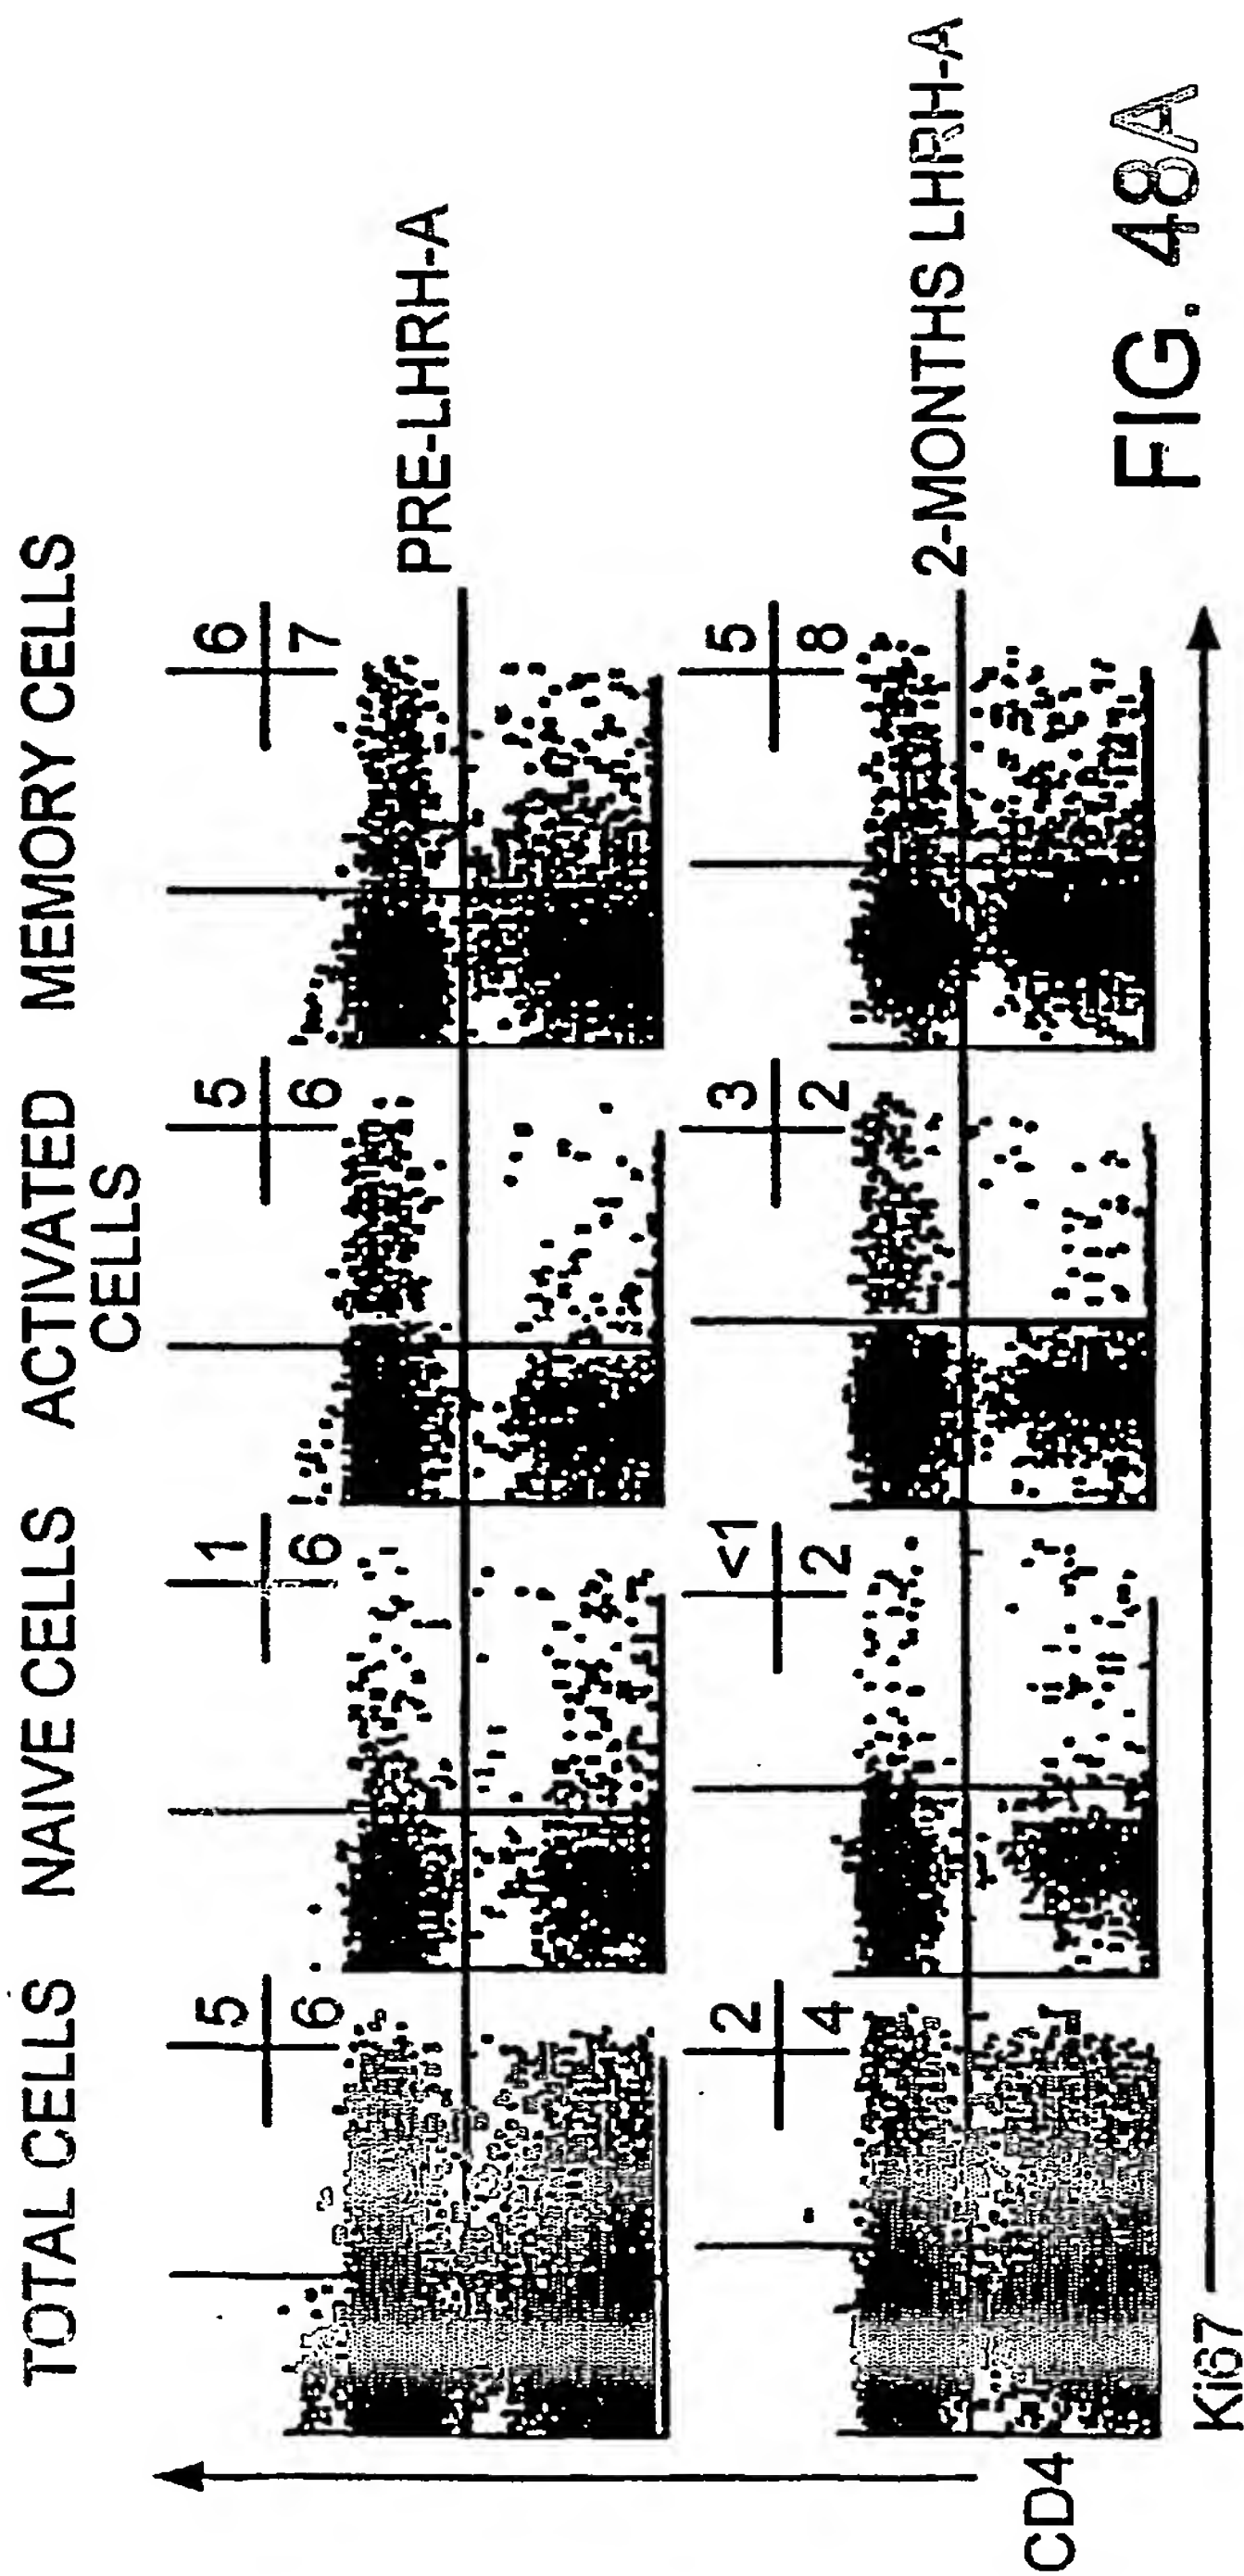 TOTAL CELLS NAIVE CELLS ACTIVATED CELLS MEMORY CELLS
5 1 5 6
6 6 6 7
PRE-LHRH-A
2 <1 3 5
4 2 2 8
2-MONTHS LHRH-A
CD4
Ki67
FIG. 48A